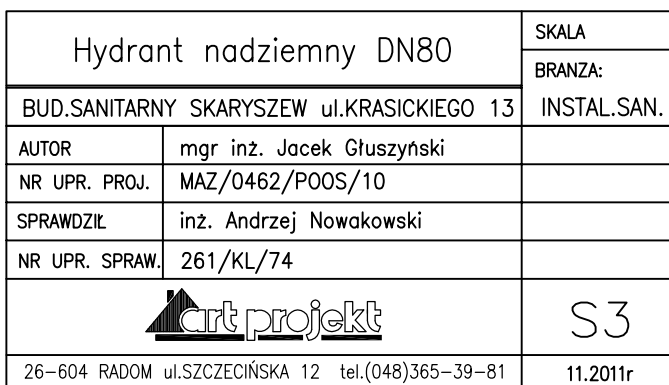 Hydrant nadziemny DN80
SKALA
BRANZA:
BUD.SANITARNY SKARYSZEW ul.KRASICKIEGO 13
INSTAL.SAN.
AUTOR mgr inż. Jacek Głuszyński
NR UPR. PROJ. MAZ/0462/POOS/10
SPRAWDZIŁ inż. Andrzej Nowakowski
NR UPR. SPRAW. 261/KL/74
art projekt
S3
26-604 RADOM ul.SZCZECIŃSKA 12 tel.(048)365-39-81
11.2011r